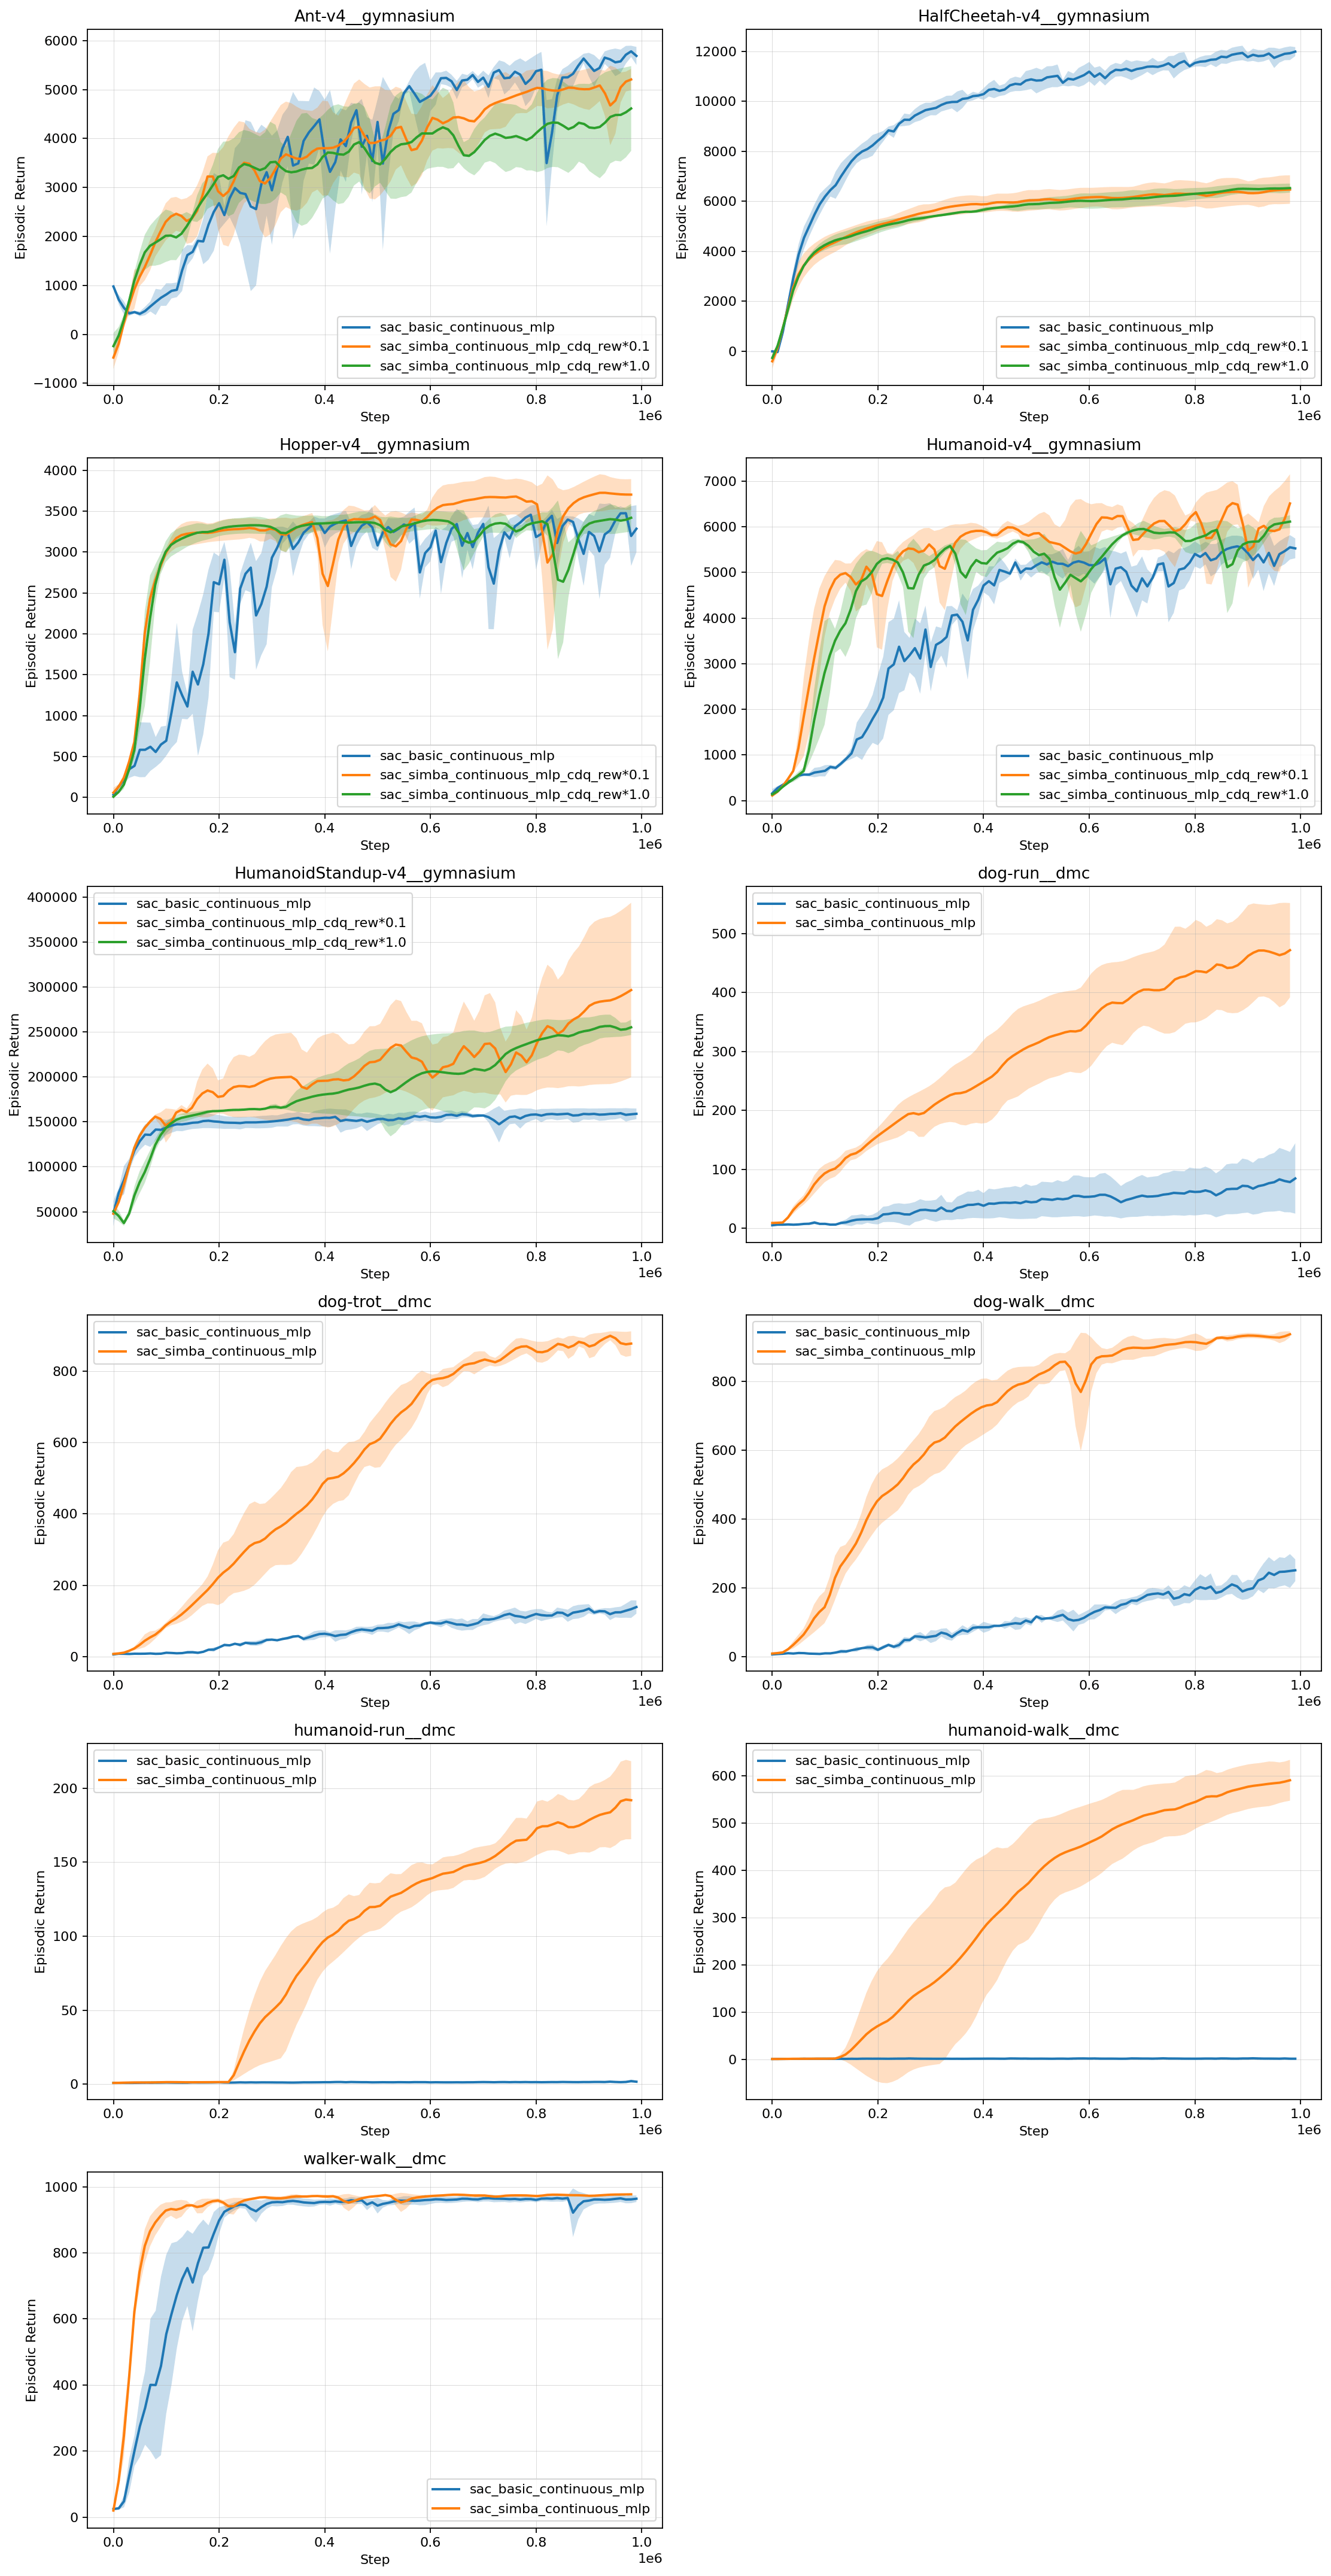 Ant-v4__gymnasium
6000
5000
4000
3000
2000
1000
0
−1000
Episodic Return
sac_basic_continuous_mlp
sac_simba_continuous_mlp_cdq_rew*0.1
sac_simba_continuous_mlp_cdq_rew*1.0
0.0 0.2 0.4 0.6 0.8 1.0
1e6
Step
HalfCheetah-v4__gymnasium
12000
10000
8000
6000
4000
2000
0
Episodic Return
sac_basic_continuous_mlp
sac_simba_continuous_mlp_cdq_rew*0.1
sac_simba_continuous_mlp_cdq_rew*1.0
0.0 0.2 0.4 0.6 0.8 1.0
1e6
Step
Hopper-v4__gymnasium
4000
3500
3000
2500
2000
1500
1000
500
0
Episodic Return
sac_basic_continuous_mlp
sac_simba_continuous_mlp_cdq_rew*0.1
sac_simba_continuous_mlp_cdq_rew*1.0
0.0 0.2 0.4 0.6 0.8 1.0
1e6
Step
Humanoid-v4__gymnasium
7000
6000
5000
4000
3000
2000
1000
0
Episodic Return
sac_basic_continuous_mlp
sac_simba_continuous_mlp_cdq_rew*0.1
sac_simba_continuous_mlp_cdq_rew*1.0
0.0 0.2 0.4 0.6 0.8 1.0
1e6
Step
HumanoidStandup-v4__gymnasium
sac_basic_continuous_mlp
sac_simba_continuous_mlp_cdq_rew*0.1
sac_simba_continuous_mlp_cdq_rew*1.0
400000
350000
300000
250000
200000
150000
100000
50000
Episodic Return
0.0 0.2 0.4 0.6 0.8 1.0
1e6
Step
dog-run__dmc
sac_basic_continuous_mlp
sac_simba_continuous_mlp
500
400
300
200
100
0
Episodic Return
0.0 0.2 0.4 0.6 0.8 1.0
1e6
Step
dog-trot__dmc
sac_basic_continuous_mlp
sac_simba_continuous_mlp
800
600
400
200
0
Episodic Return
0.0 0.2 0.4 0.6 0.8 1.0
1e6
Step
dog-walk__dmc
sac_basic_continuous_mlp
sac_simba_continuous_mlp
800
600
400
200
0
Episodic Return
0.0 0.2 0.4 0.6 0.8 1.0
1e6
Step
humanoid-run__dmc
sac_basic_continuous_mlp
sac_simba_continuous_mlp
200
150
100
50
0
Episodic Return
0.0 0.2 0.4 0.6 0.8 1.0
1e6
Step
humanoid-walk__dmc
sac_basic_continuous_mlp
sac_simba_continuous_mlp
600
500
400
300
200
100
0
Episodic Return
0.0 0.2 0.4 0.6 0.8 1.0
1e6
Step
walker-walk__dmc
1000
800
600
400
200
0
Episodic Return
sac_basic_continuous_mlp
sac_simba_continuous_mlp
0.0 0.2 0.4 0.6 0.8 1.0
1e6
Step